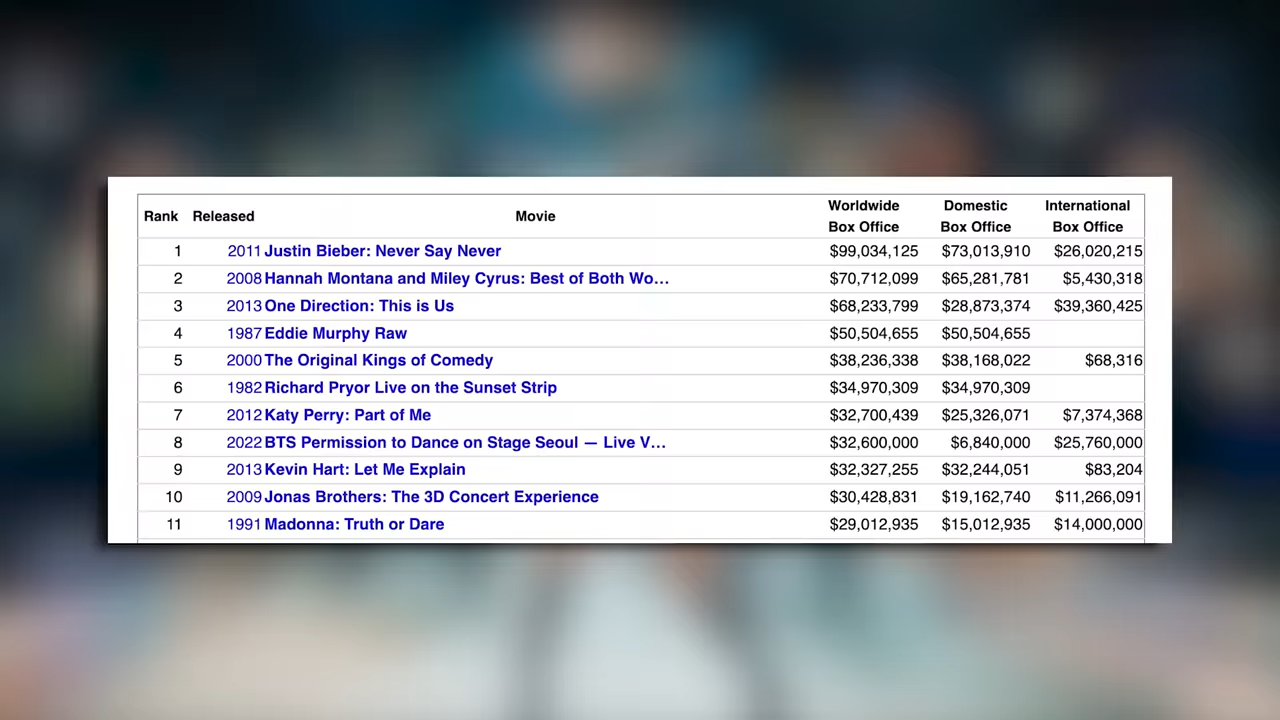 Rank Released Movie Worldwide Box Office Domestic Box Office International Box Office
1 2011 Justin Bieber: Never Say Never $99,034,125 $73,013,910 $26,020,215
2 2008 Hannah Montana and Miley Cyrus: Best of Both Wo… $70,712,099 $65,281,781 $5,430,318
3 2013 One Direction: This is Us $68,233,799 $28,873,374 $39,360,425
4 1987 Eddie Murphy Raw $50,504,655 $50,504,655
5 2000 The Original Kings of Comedy $38,236,338 $38,168,022 $68,316
6 1982 Richard Pryor Live on the Sunset Strip $34,970,309 $34,970,309
7 2012 Katy Perry: Part of Me $32,700,439 $25,326,071 $7,374,368
8 2022 BTS Permission to Dance on Stage Seoul — Live V… $32,600,000 $6,840,000 $25,760,000
9 2013 Kevin Hart: Let Me Explain $32,327,255 $32,244,051 $83,204
10 2009 Jonas Brothers: The 3D Concert Experience $30,428,831 $19,162,740 $11,266,091
11 1991 Madonna: Truth or Dare $29,012,935 $15,012,935 $14,000,000